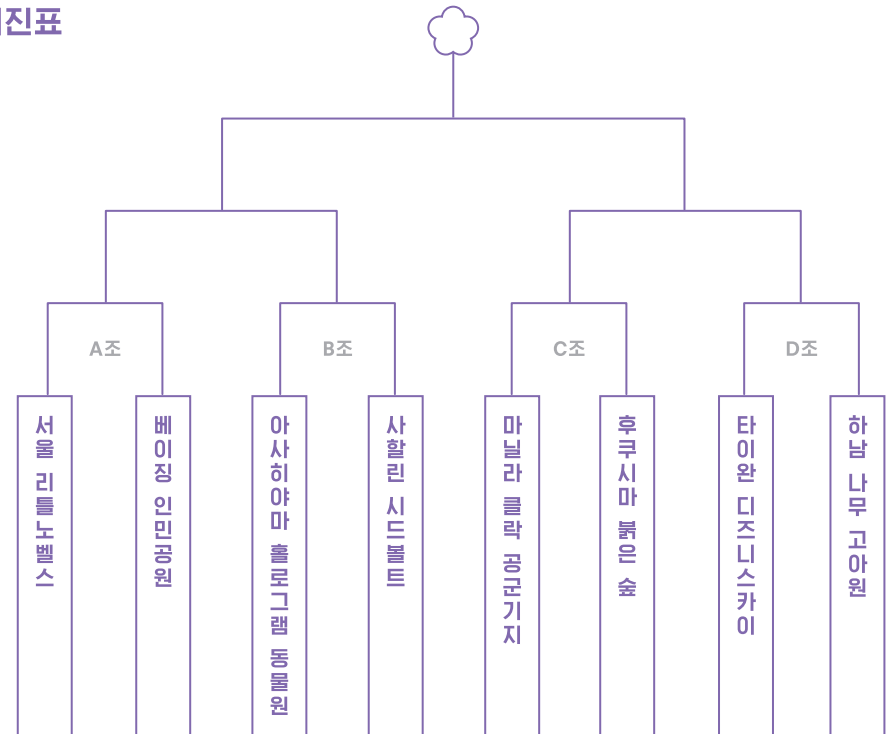 진표
A조
B조
C조
D조
서울 리틀노벨스
베이징 인민공원
아사히야마 홀로그램 동물원
사할린 시드볼트
마닐라 클락 공군기지
후쿠시마 붉은 숲
타이완 디즈니스카이
하남 나무 고아원